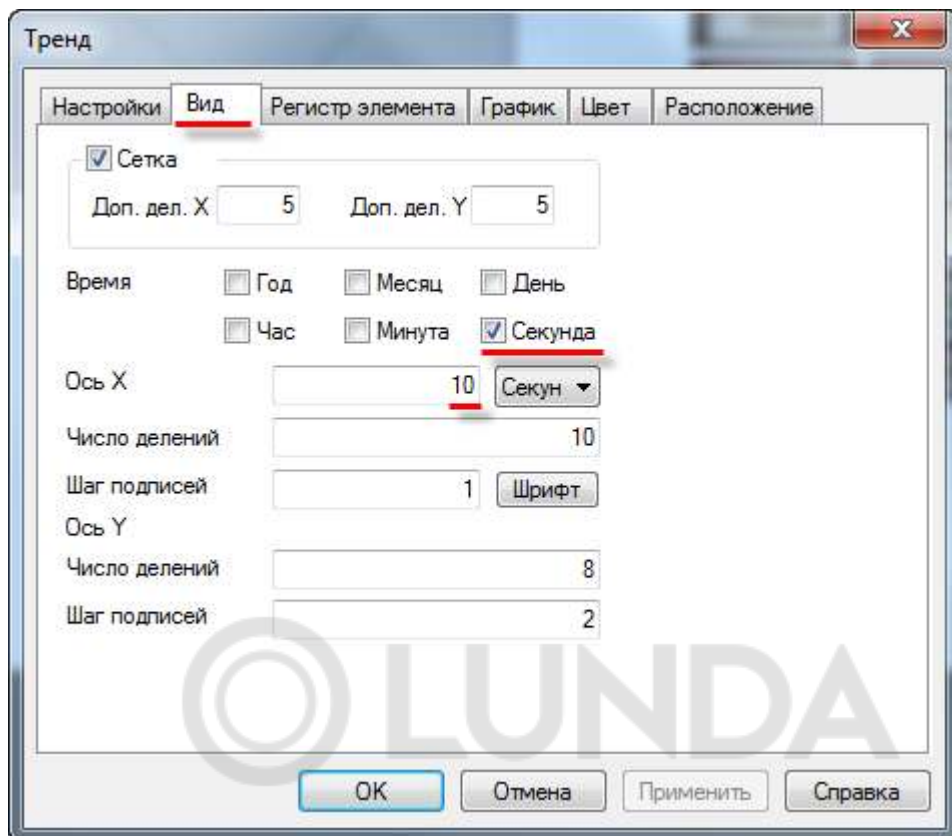 Тренд
Настройки Вид Регистр элемента График Цвет Расположение
Сетка
Доп. дел. X 5 Доп. дел. Y 5
Время Год Месяц День
Час Минута Секунда
Ось X 10 Секун
Число делений 10
Шаг подписей 1 Шрифт
Ось Y
Число делений 8
Шаг подписей 2
LUNDA
OK Отмена Применить Справка